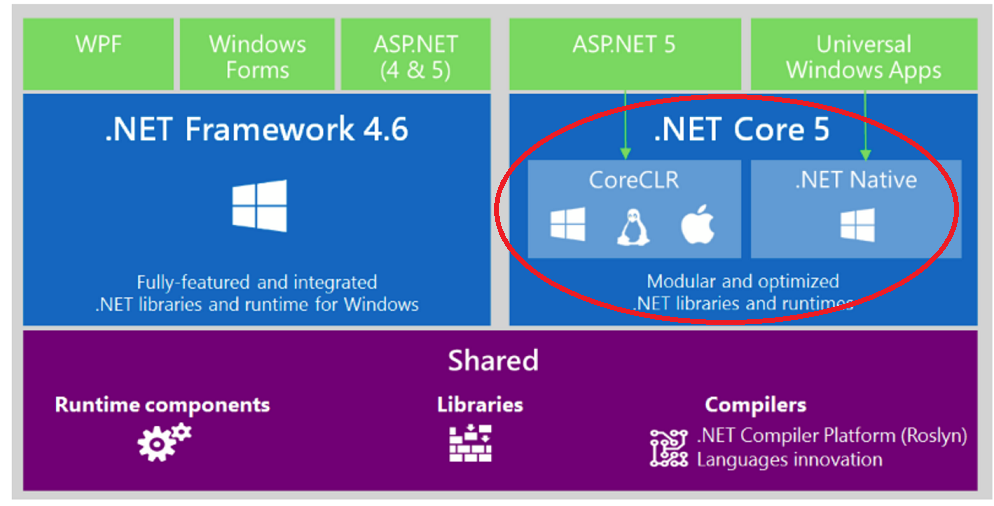 WPF
Windows
Forms
ASP.NET
(4 & 5)
ASP.NET 5
Universal
Windows Apps
.NET Framework 4.6
Fully-featured and integrated
.NET libraries and runtime for Windows
.NET Core 5
CoreCLR
.NET Native
Modular and optimized
.NET libraries and runtimes
Shared
Runtime components
Libraries
Compilers
.NET Compiler Platform (Roslyn)
Languages innovation